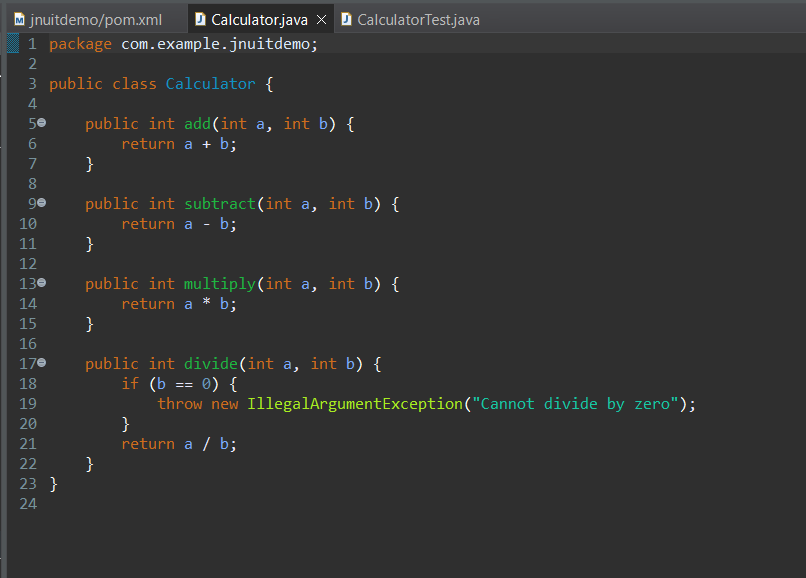 jnuitdemo/pom.xml Calculator.java CalculatorTest.java
1 package com.example.jnuitdemo;
2
3 public class Calculator {
4
5     public int add(int a, int b) {
6         return a + b;
7     }
8
9     public int subtract(int a, int b) {
10         return a - b;
11     }
12
13     public int multiply(int a, int b) {
14         return a * b;
15     }
16
17     public int divide(int a, int b) {
18         if (b == 0) {
19             throw new IllegalArgumentException("Cannot divide by zero");
20         }
21         return a / b;
22     }
23 }
24